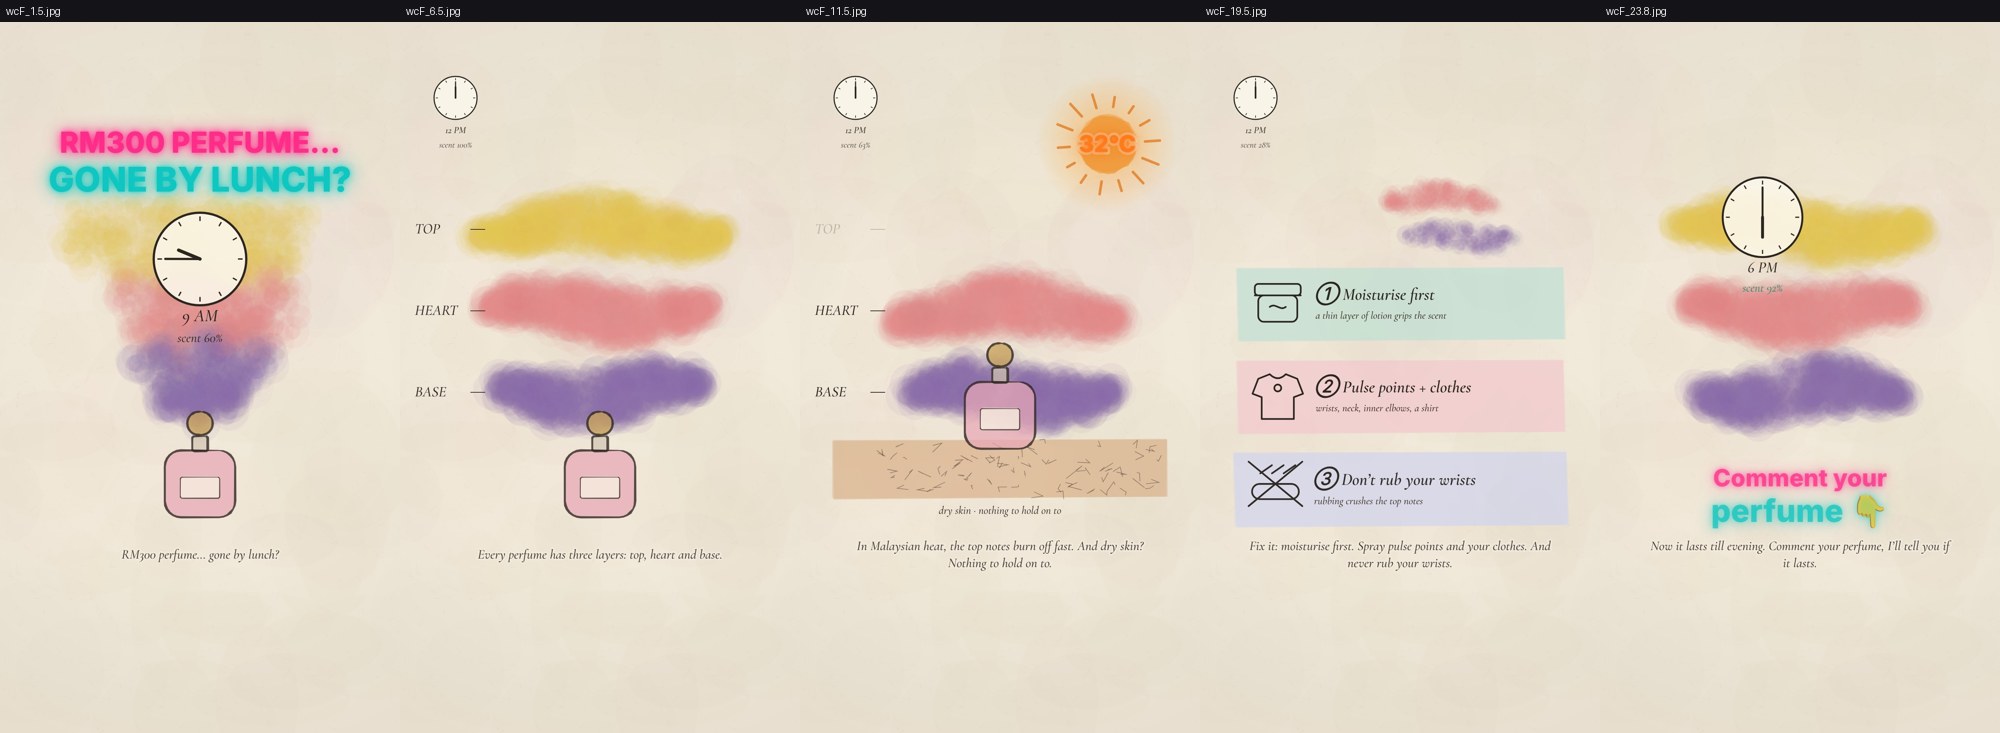 wcF_1.5.jpg
RM300 PERFUME...
GONE BY LUNCH?
9 AM
scent 60%
RM300 perfume... gone by lunch?
wcF_6.5.jpg
12 PM
scent 100%
TOP
HEART
BASE
Every perfume has three layers: top, heart and base.
wcF_11.5.jpg
12 PM
scent 65%
32°C
TOP
HEART
BASE
dry skin · nothing to hold on to
In Malaysian heat, the top notes burn off fast. And dry skin?
Nothing to hold on to.
wcF_19.5.jpg
12 PM
scent 28%
1 Moisturise first
a thin layer of lotion grips the scent
2 Pulse points + clothes
wrists, neck, inner elbows, a shirt
3 Don't rub your wrists
rubbing crushes the top notes
Fix it: moisturise first. Spray pulse points and your clothes. And
never rub your wrists.
wcF_23.8.jpg
6 PM
scent 92%
Comment your
perfume 👇
Now it lasts till evening. Comment your perfume, I'll tell you if
it lasts.